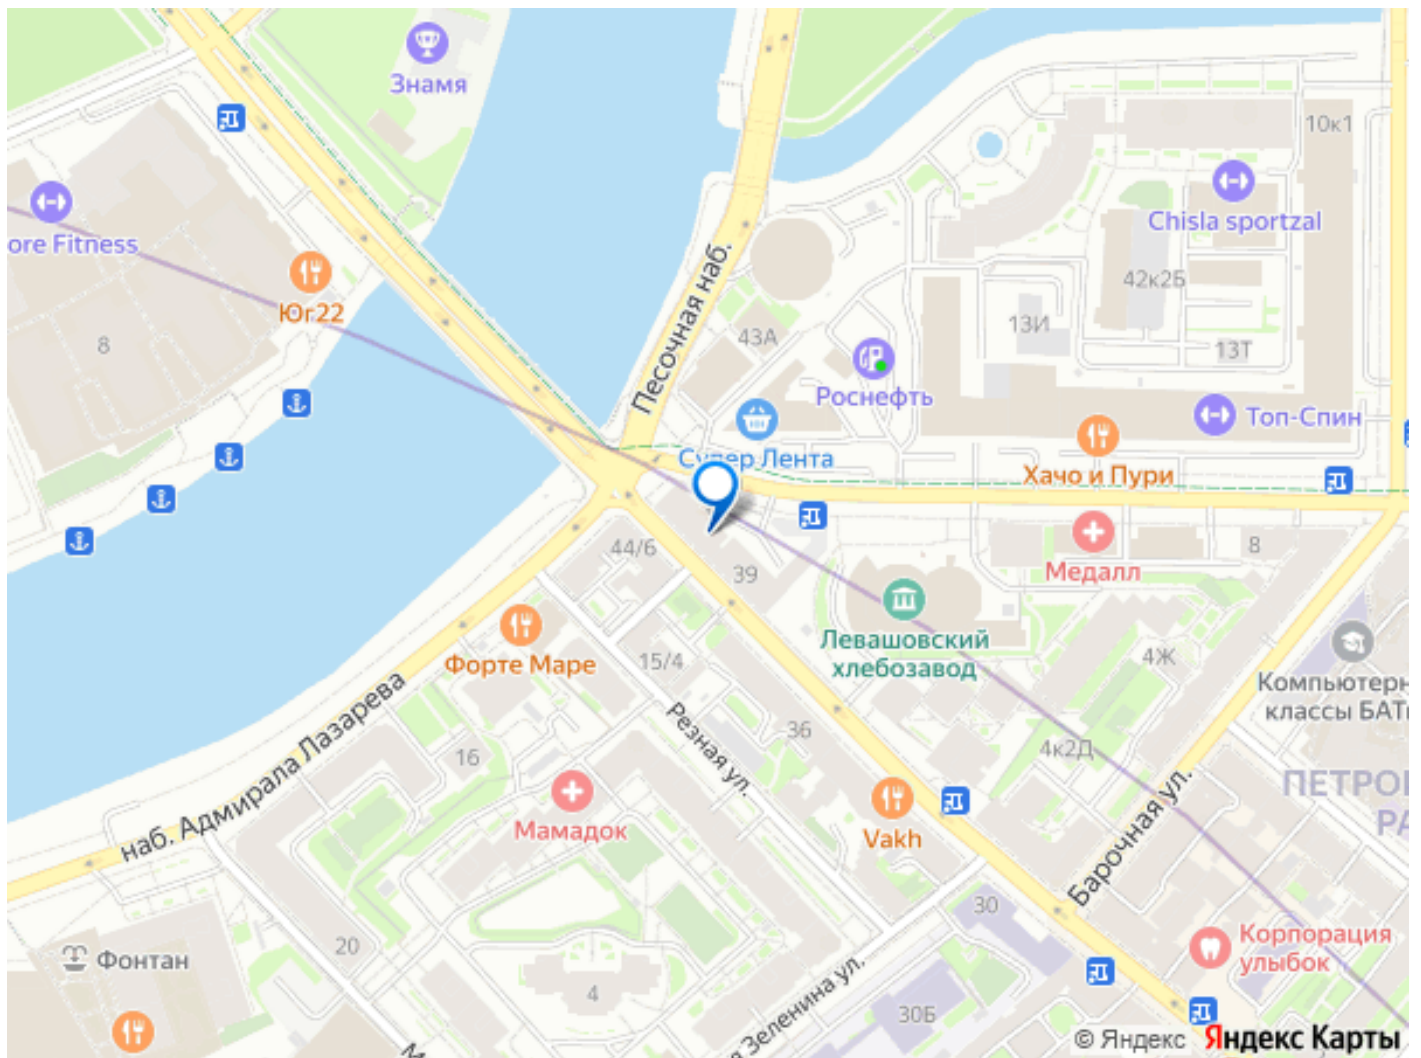 Знамя
10к1
ore Fitness
Chisla sportzal
Песочная наб.
42к2Б
Юг22
8
43А
13И
13Т
Роснефть
Топ-Спин
Супер Лента
Хачо и Пури
44/6
39
8
Медалл
Левашовский
хлебозавод
Форте Маре
15/4
4Ж
Компьютерн
классы БАТ
наб. Адмирала Лазарева
Резная ул.
16
36
4к2Д
Барочная ул.
ПЕТРО
РА
Мамадок
Vakh
20
30
Корпорация
улыбок
Фонтан
4
Зеленина ул.
30Б
© Яндекс Яндекс Карты